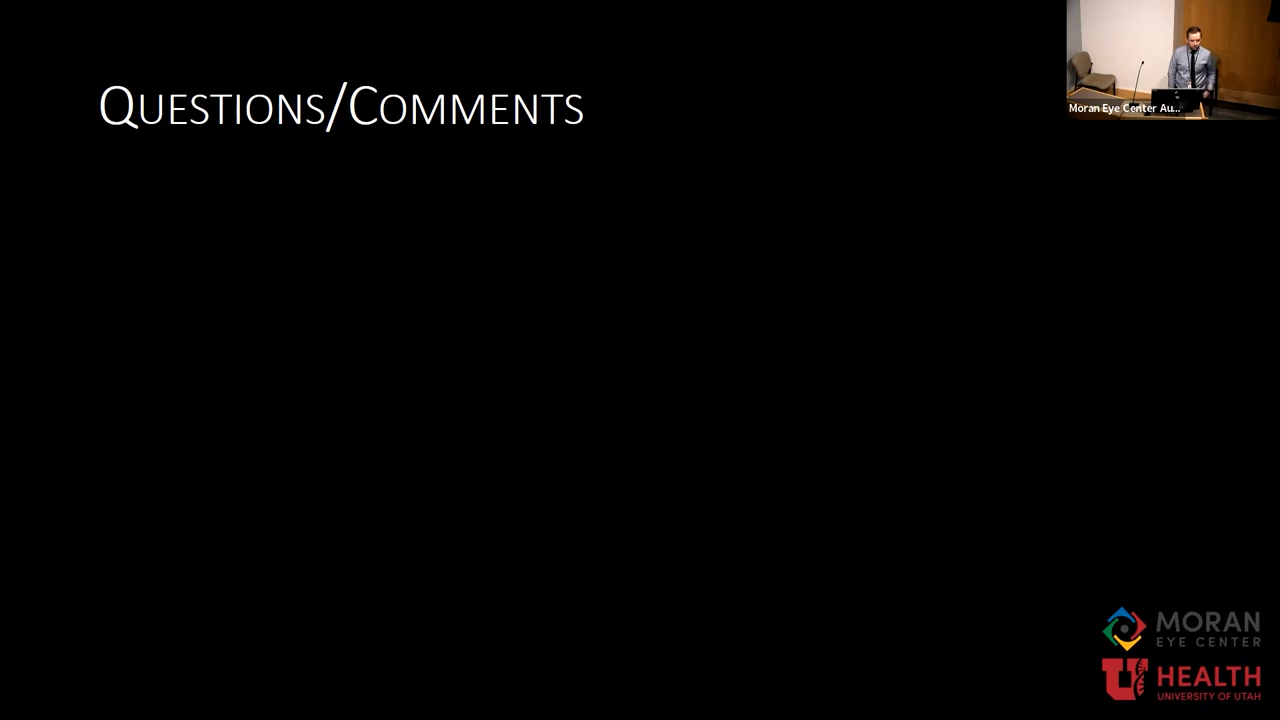 QUESTIONS/COMMENTS
Moran Eye Center Au...
MORAN
EYE CENTER
U HEALTH
UNIVERSITY OF UTAH